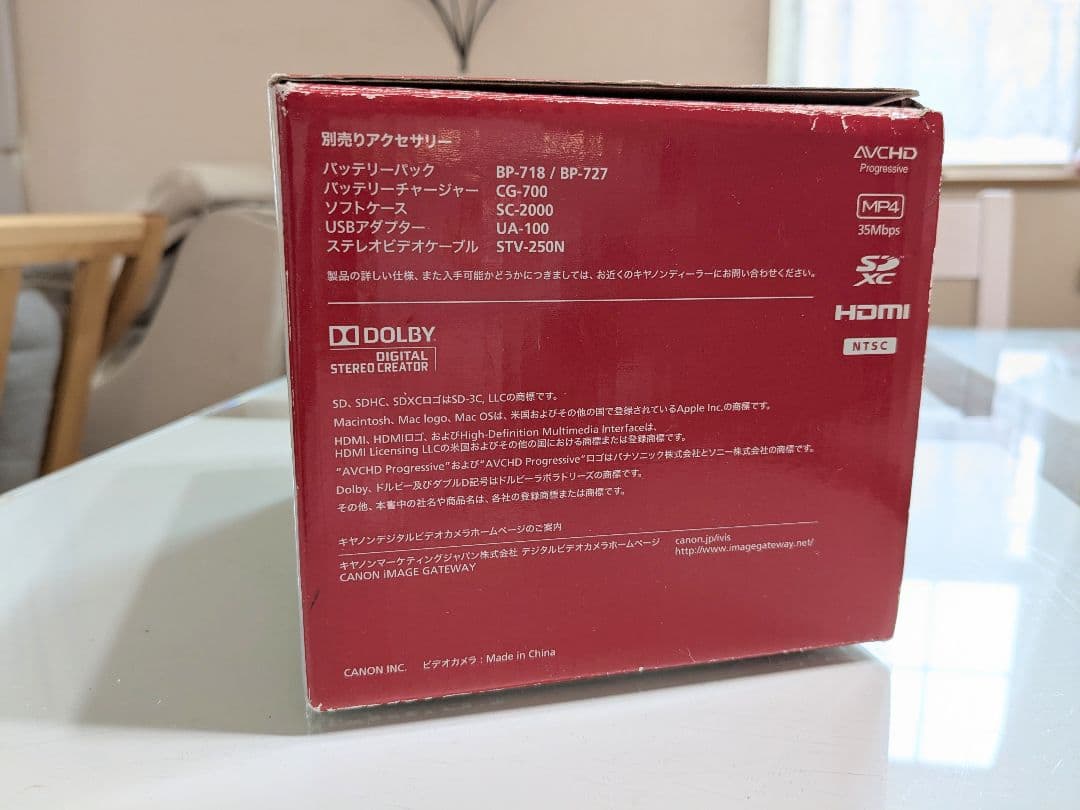 別売りアクセサリー
バッテリーパック BP-718 / BP-727
バッテリーチャージャー CG-700
ソフトケース SC-2000
USBアダプター UA-100
ステレオビデオケーブル STV-250N
製品の詳しい仕様、また入手可能かどうかにつきましては、お近くのキヤノンディーラーにお問い合わせください。
AVCHD
Progressive
MP4
35Mbps
SD
XC
HDMI
NTSC
DOLBY
DIGITAL
STEREO CREATOR
SD、SDHC、SDXCロゴはSD-3C, LLCの商標です。
Macintosh、Mac logo、Mac OSは、米国およびその他の国で登録されているApple Inc.の商標です。
HDMI、HDMIロゴ、およびHigh-Definition Multimedia Interfaceは、
HDMI Licensing LLCの米国およびその他の国における商標または登録商標です。
“AVCHD Progressive”および“AVCHD Progressive”ロゴはパナソニック株式会社とソニー株式会社の商標です。
Dolby、ドルビー及びダブルD記号はドルビーラボラトリーズの商標です。
その他、本書中の社名や商品名は、各社の登録商標または商標です。
キヤノンデジタルビデオカメラホームページのご案内
キヤノンマーケティングジャパン株式会社 デジタルビデオカメラホームページ canon.jp/ivis
CANON iMAGE GATEWAY http://www.imagegateway.net/
CANON INC. ビデオカメラ : Made in China